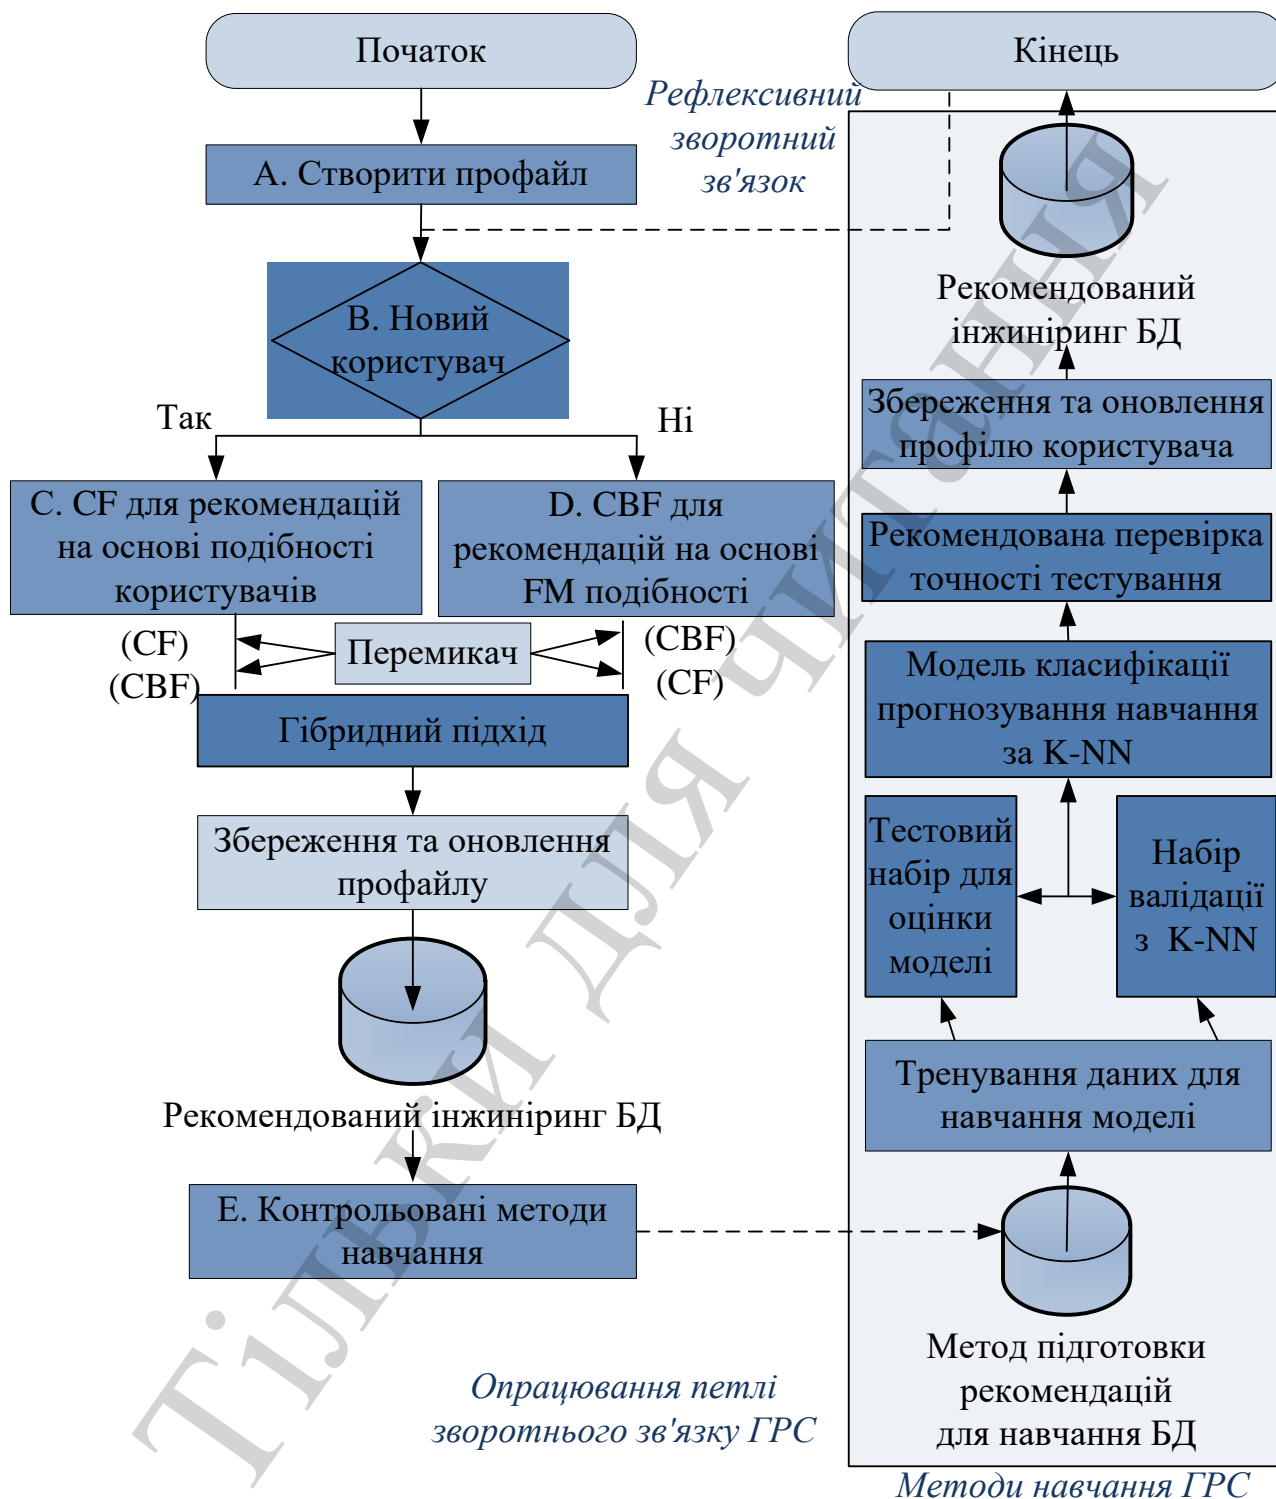 Початок
А. Створити профайл
В. Новий
користувач
Так
Ні
C. CF для рекомендацій
на основі подібності
користувачів
D. CBF для
рекомендацій на основі
FM подібності
(CF)
(CBF)
Перемикач
(CBF)
(CF)
Гібридний підхід
Збереження та оновлення
профайлу
Рекомендований інжиніринг БД
Е. Контрольовані методи
навчання
Опрацювання петлі
зворотнього зв'язку ГРС
Рефлексивний
зворотний
зв'язок
Кінець
Рекомендований
інжиніринг БД
Збереження та оновлення
профілю користувача
Рекомендована перевірка
точності тестування
Модель класифікації
прогнозування навчання
за K-NN
Тестовий
набір для
оцінки
моделі
Набір
валідації
з K-NN
Тренування даних для
навчання моделі
Метод підготовки
рекомендацій
для навчання БД
Методи навчання ГРС
Тільки для читання